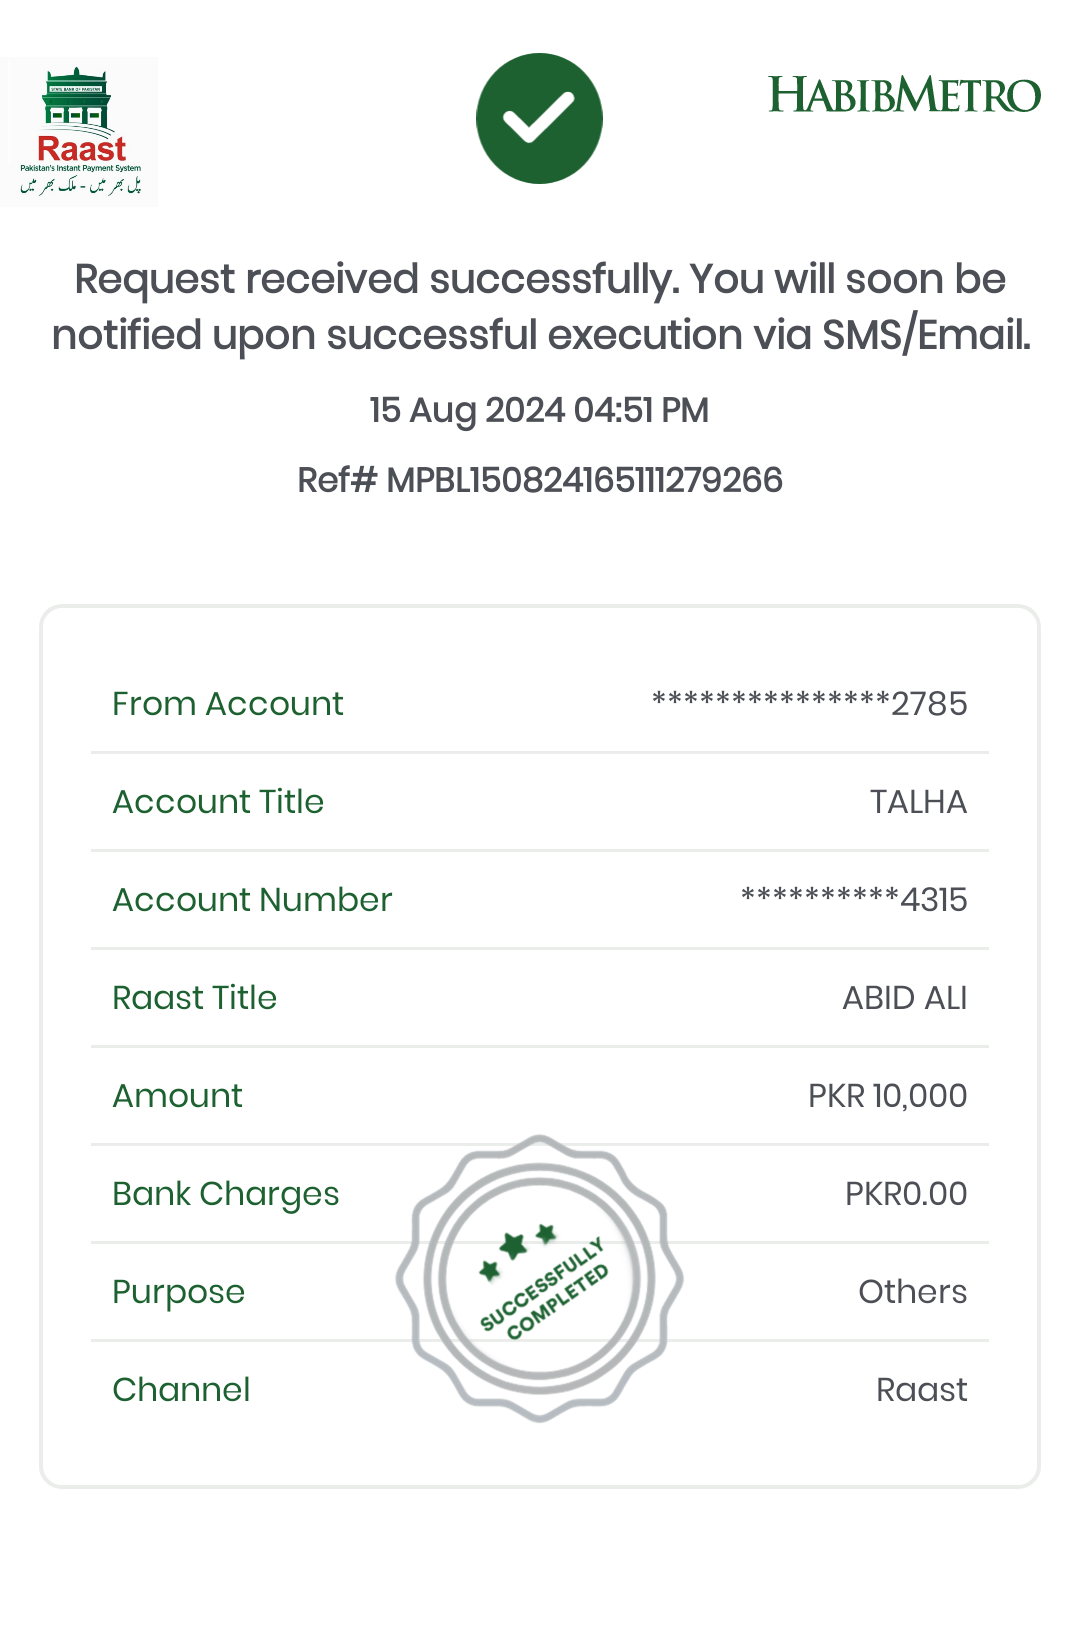 STATE BANK OF PAKISTAN
Raast
Pakistan's Instant Payment System
پل بھر میں - ملک بھر میں
HABIBMETRO
Request received successfully. You will soon be
notified upon successful execution via SMS/Email.
15 Aug 2024 04:51 PM
Ref# MPBL150824165111279266
From Account ***************2785
Account Title TALHA
Account Number **********4315
Raast Title ABID ALI
Amount PKR 10,000
Bank Charges PKR0.00
Purpose Others
Channel Raast
SUCCESSFULLY
COMPLETED